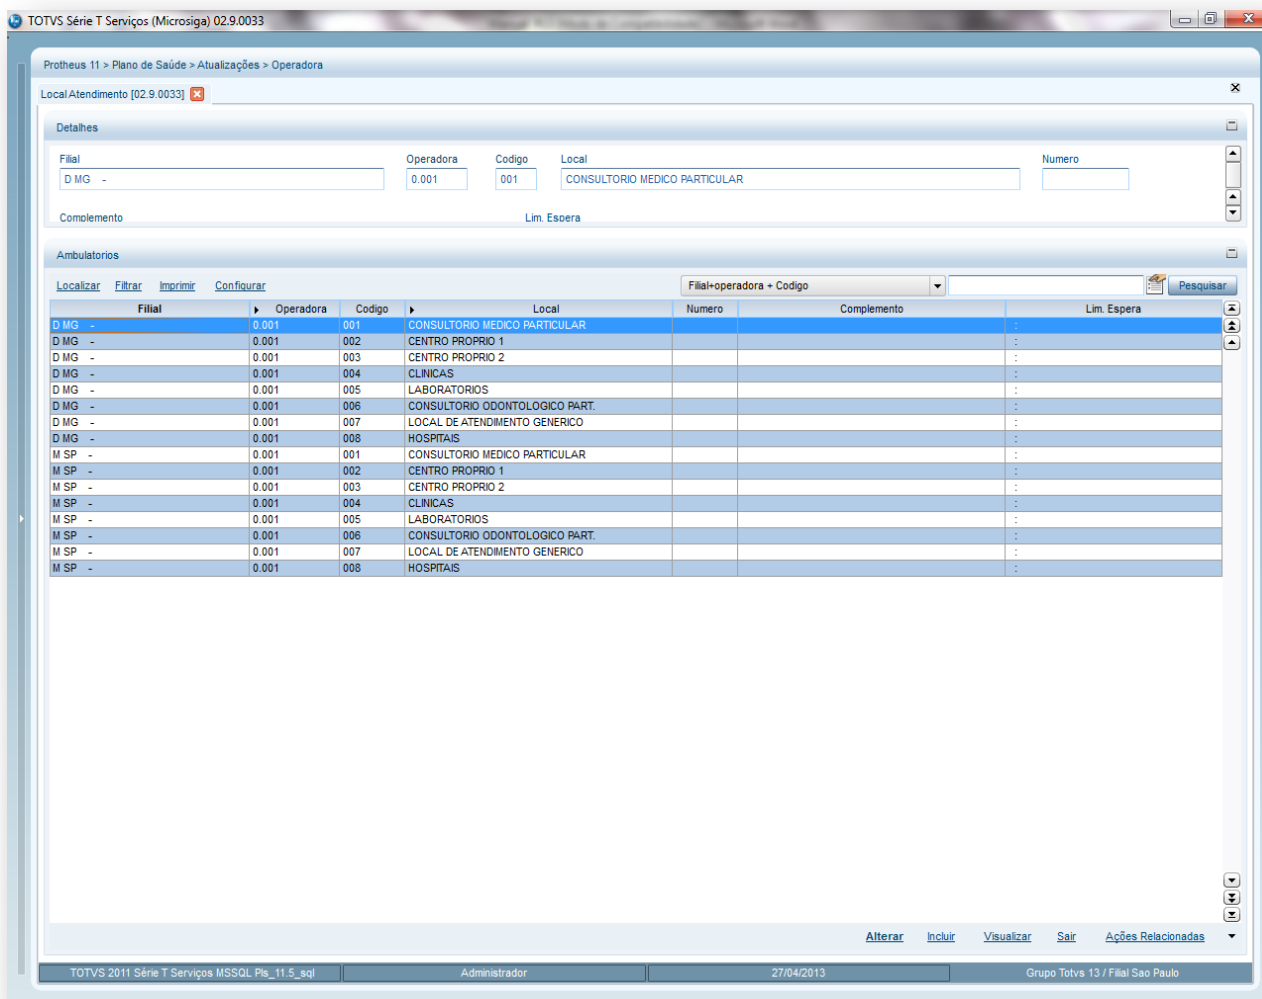 TOTVS Série T Serviços (Microsiga) 02.9.0033
Protheus 11 > Plano de Saúde > Atualizações > Operadora
Local Atendimento [02.9.0033]
Detalhes
Filial Operadora Codigo Local Numero
D MG - 0.001 001 CONSULTORIO MEDICO PARTICULAR
Complemento Lim. Espera
Ambulatorios
Localizar Filtrar Imprimir Configurar Filial+operadora + Codigo Pesquisar
Filial Operadora Codigo Local Numero Complemento Lim. Espera
D MG - 0.001 001 CONSULTORIO MEDICO PARTICULAR :
D MG - 0.001 002 CENTRO PROPRIO 1 :
D MG - 0.001 003 CENTRO PROPRIO 2 :
D MG - 0.001 004 CLINICAS :
D MG - 0.001 005 LABORATORIOS :
D MG - 0.001 006 CONSULTORIO ODONTOLOGICO PART. :
D MG - 0.001 007 LOCAL DE ATENDIMENTO GENERICO :
D MG - 0.001 008 HOSPITAIS :
M SP - 0.001 001 CONSULTORIO MEDICO PARTICULAR :
M SP - 0.001 002 CENTRO PROPRIO 1 :
M SP - 0.001 003 CENTRO PROPRIO 2 :
M SP - 0.001 004 CLINICAS :
M SP - 0.001 005 LABORATORIOS :
M SP - 0.001 006 CONSULTORIO ODONTOLOGICO PART. :
M SP - 0.001 007 LOCAL DE ATENDIMENTO GENERICO :
M SP - 0.001 008 HOSPITAIS :
Alterar Incluir Visualizar Sair Ações Relacionadas
TOTVS 2011 Série T Serviços MSSQL Pls_11.5_sql Administrador 27/04/2013 Grupo Totvs 13 / Filial Sao Paulo